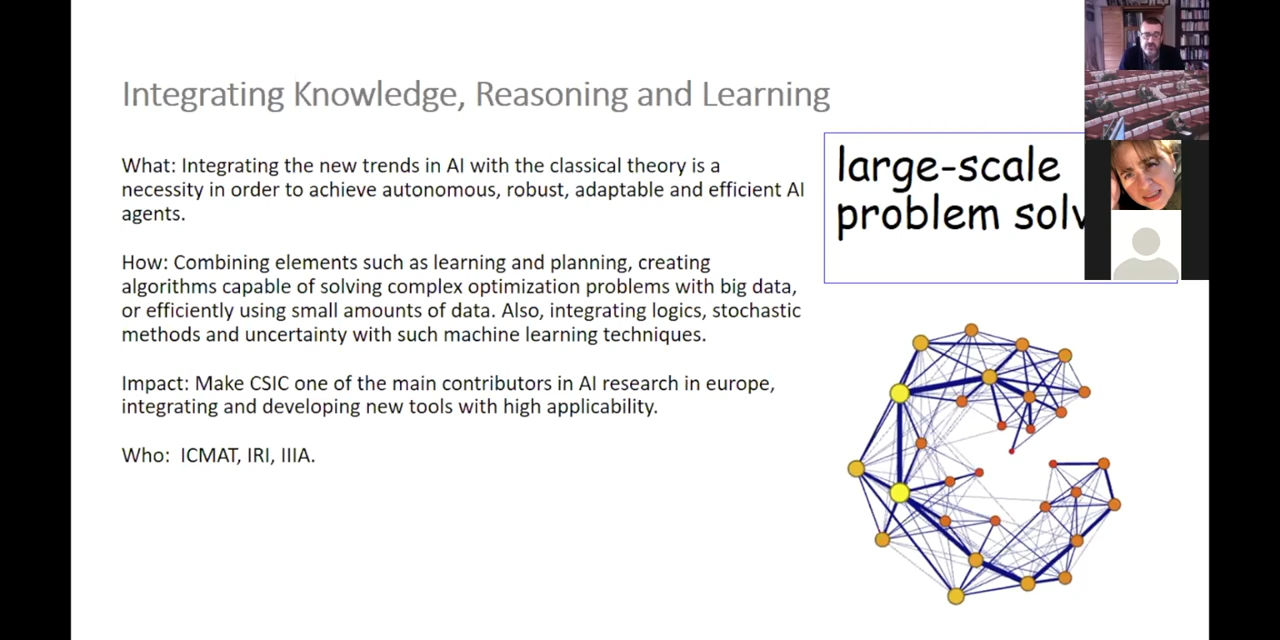 Integrating Knowledge, Reasoning and Learning
What: Integrating the new trends in AI with the classical theory is a
necessity in order to achieve autonomous, robust, adaptable and efficient AI
agents.
How: Combining elements such as learning and planning, creating
algorithms capable of solving complex optimization problems with big data,
or efficiently using small amounts of data. Also, integrating logics, stochastic
methods and uncertainty with such machine learning techniques.
Impact: Make CSIC one of the main contributors in AI research in europe,
integrating and developing new tools with high applicability.
Who: ICMAT, IRI, IIIA.
large-scale
problem solv